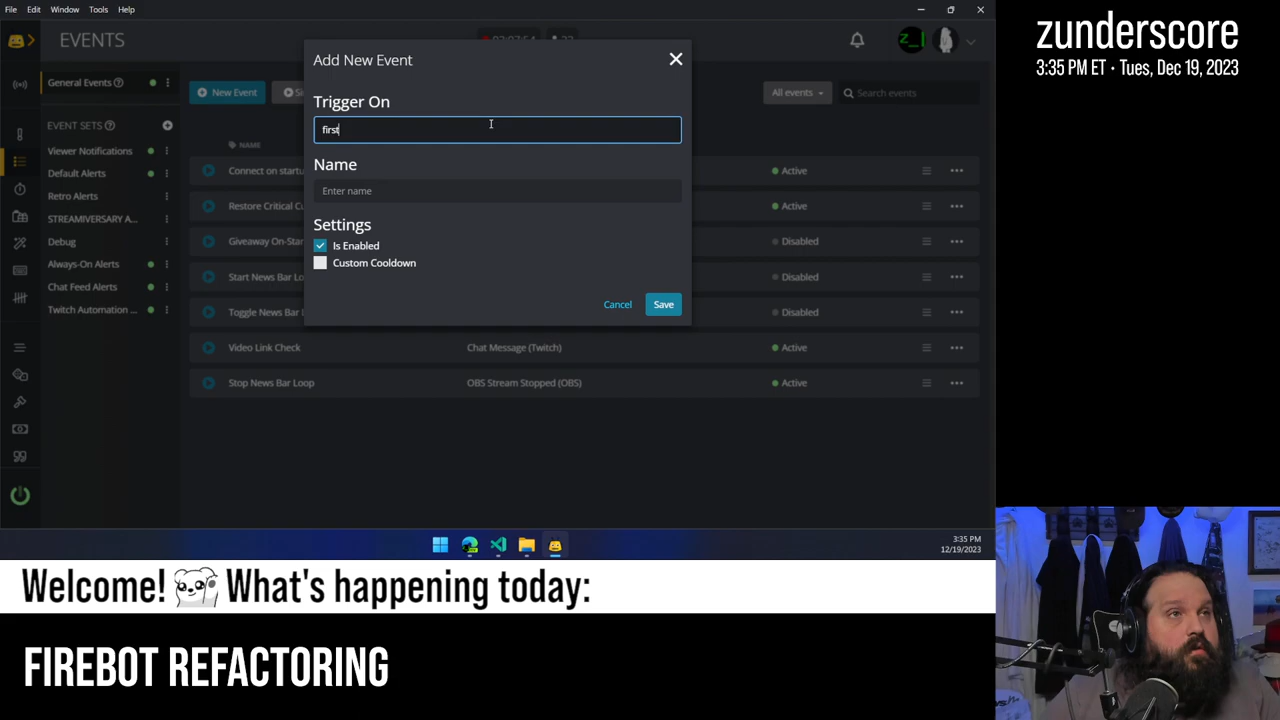 File Edit Window Tools Help
EVENTS
General Events
New Event
All events
Search events
EVENT SETS
Viewer Notifications
Default Alerts
Retro Alerts
STREAMIVERSARY A...
Debug
Always-On Alerts
Chat Feed Alerts
Twitch Automation ...
NAME
Connect on startu
Active
Restore Critical Cu
Active
Giveaway On-Star
Disabled
Start News Bar Lo
Disabled
Toggle News Bar
Disabled
Video Link Check Chat Message (Twitch) Active
Stop News Bar Loop OBS Stream Stopped (OBS) Active
Add New Event
Trigger On
first
Name
Enter name
Settings
Is Enabled
Custom Cooldown
Cancel Save
3:35 PM
12/19/2023
zunderscore
3:35 PM ET • Tues, Dec 19, 2023
Welcome! What's happening today:
FIREBOT REFACTORING